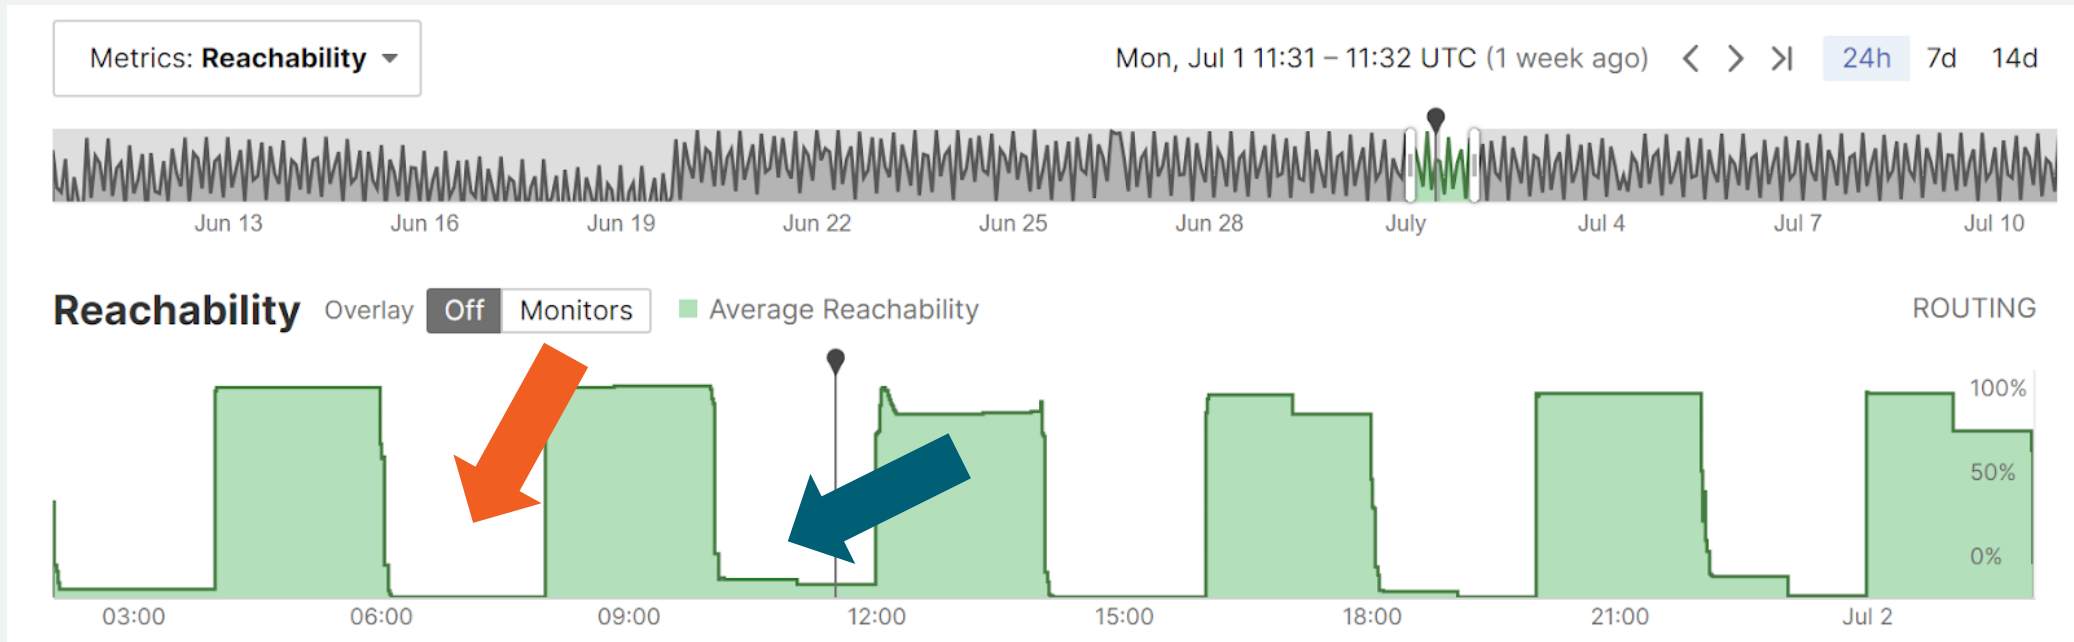 Metrics: Reachability
Mon, Jul 1 11:31 – 11:32 UTC (1 week ago)
24h 7d 14d
Jun 13 Jun 16 Jun 19 Jun 22 Jun 25 Jun 28 July Jul 4 Jul 7 Jul 10
Reachability Overlay Off Monitors Average Reachability ROUTING
100%
50%
0%
03:00 06:00 09:00 12:00 15:00 18:00 21:00 Jul 2